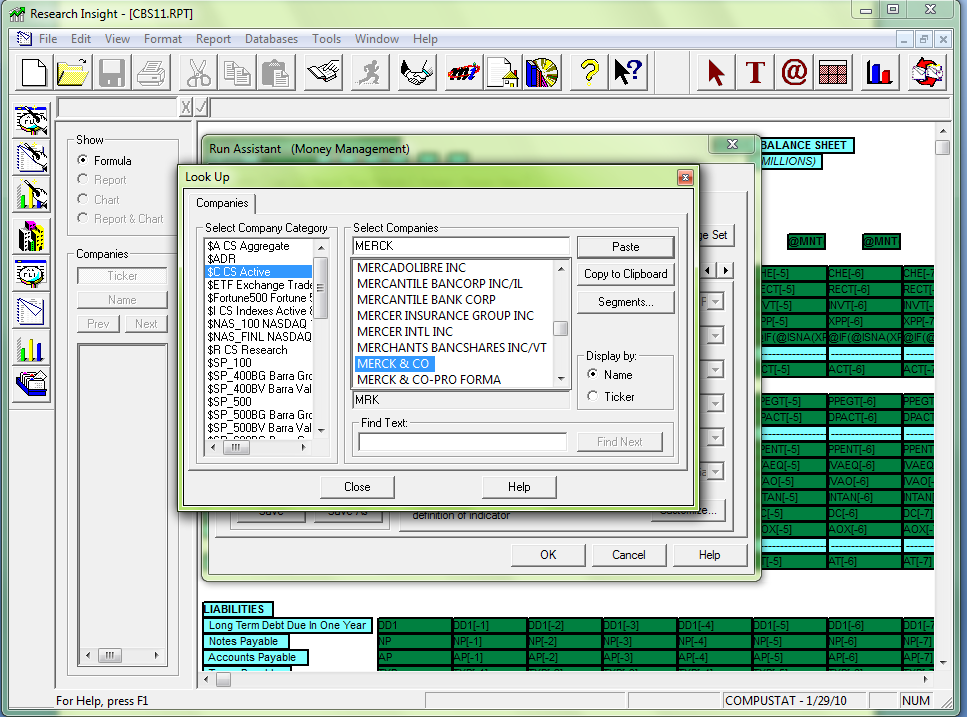 Research Insight - [CBS11.RPT]
File Edit View Format Report Databases Tools Window Help
Show
Formula
Report
Chart
Report & Chart
Companies
Ticker
Name
Prev Next
Run Assistant (Money Management)
Look Up
Companies
Select Company Category
$A CS Aggregate
$ADR
$C CS Active
$ETF Exchange Trade
$Fortune500 Fortune 5
$I CS Indexes Active &
$NAS_100 NASDAQ
$NAS_FINL NASDAQ
$R CS Research
$SP_100
$SP_400BG Barra Gro
$SP_400BV Barra Val
$SP_500
$SP_500BG Barra Gro
$SP_500BV Barra Val
Select Companies
MERCK
MERCADOLIBRE INC
MERCANTILE BANCORP INC/IL
MERCANTILE BANK CORP
MERCER INSURANCE GROUP INC
MERCER INTL INC
MERCHANTS BANCSHARES INC/VT
MERCK & CO
MERCK & CO-PRO FORMA
MRK
Find Text:
Find Next
Paste
Copy to Clipboard
Segments...
Display by:
Name
Ticker
Close Help
ge Set
Save Save As
definition of indicator
Customize...
OK Cancel Help
BALANCE SHEET
MILLIONS)
@MNT @MNT
CHE[-5] CHE[-6] CHE[-7
RECT[-5] RECT[-6] RECT[-
INVT[-5] INVT[-6] INVT[-7
XPP[-5] XPP[-6] XPP[-7
@IF(@ISNA(X @IF(@ISNA(XP @IF(@
ACT[-5] ACT[-6] ACT[-7
PPEGT[-5] PPEGT[-6] PPEGT
DPACT[-5] DPACT[-6] DPACT
PPENT[-5] PPENT[-6] PPENT
IVAEQ[-5] IVAEQ[-6] IVAEQ
IVAO[-5] IVAO[-6] IVAO[-
INTAN[-5] INTAN[-6] INTAN
DC[-5] DC[-6] DC[-7]
AOX[-5] AOX[-6] AOX[-
AT[-5] AT[-6] AT[-7]
LIABILITIES
Long Term Debt Due In One Year DD1 DD1[-1] DD1[-2] DD1[-3] DD1[-4] DD1[-5] DD1[-6] DD1[-7
Notes Payable NP NP[-1] NP[-2] NP[-3] NP[-4] NP[-5] NP[-6] NP[-7]
Accounts Payable AP AP[-1] AP[-2] AP[-3] AP[-4] AP[-5] AP[-6] AP[-7]
For Help, press F1
COMPUSTAT - 1/29/10
NUM